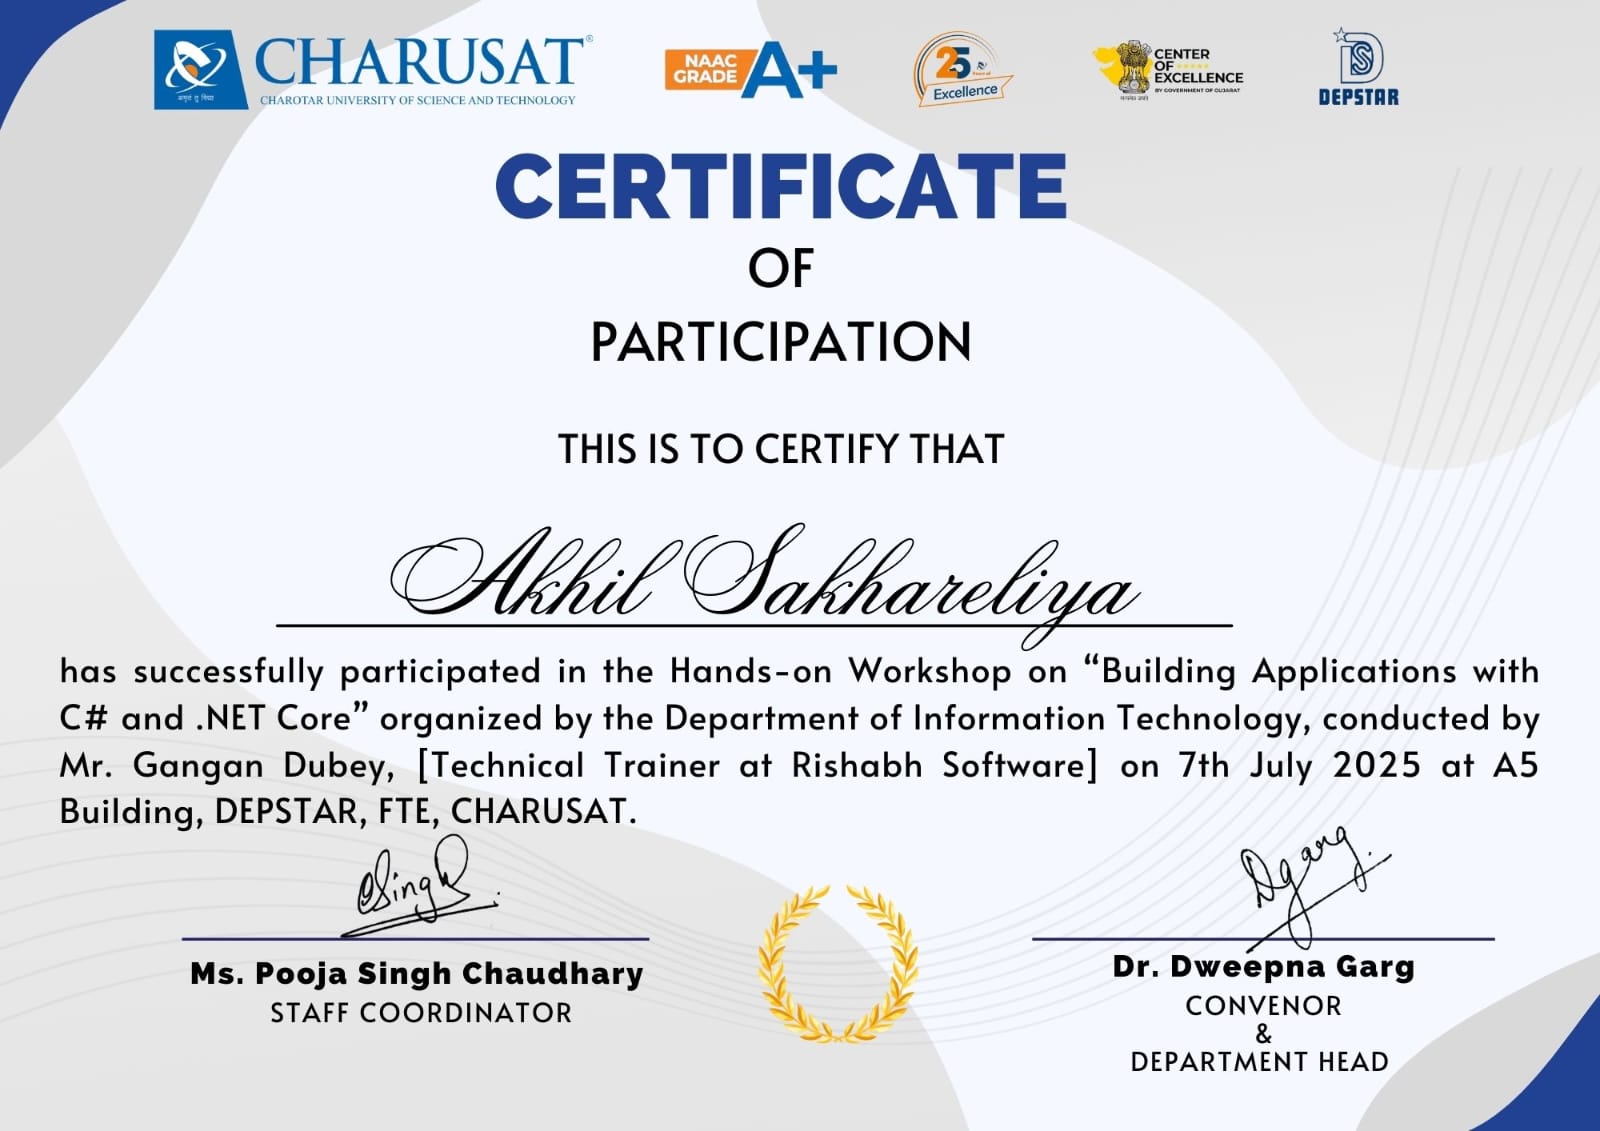 CHARUSAT®
CHAROTAR UNIVERSITY OF SCIENCE AND TECHNOLOGY
NAAC
GRADE
A+
25
Years of
Excellence
CENTER
OF
EXCELLENCE
BY GOVERNMENT OF GUJARAT
सत्यमेव जयते
DEPSTAR
CERTIFICATE
OF
PARTICIPATION
THIS IS TO CERTIFY THAT
Akhil Sakhareliya
has successfully participated in the Hands-on Workshop on “Building Applications with
C# and .NET Core” organized by the Department of Information Technology, conducted by
Mr. Gangan Dubey, [Technical Trainer at Rishabh Software] on 7th July 2025 at A5
Building, DEPSTAR, FTE, CHARUSAT.
Singh
Dgarg.
Ms. Pooja Singh Chaudhary
STAFF COORDINATOR
Dr. Dweepna Garg
CONVENOR
&
DEPARTMENT HEAD